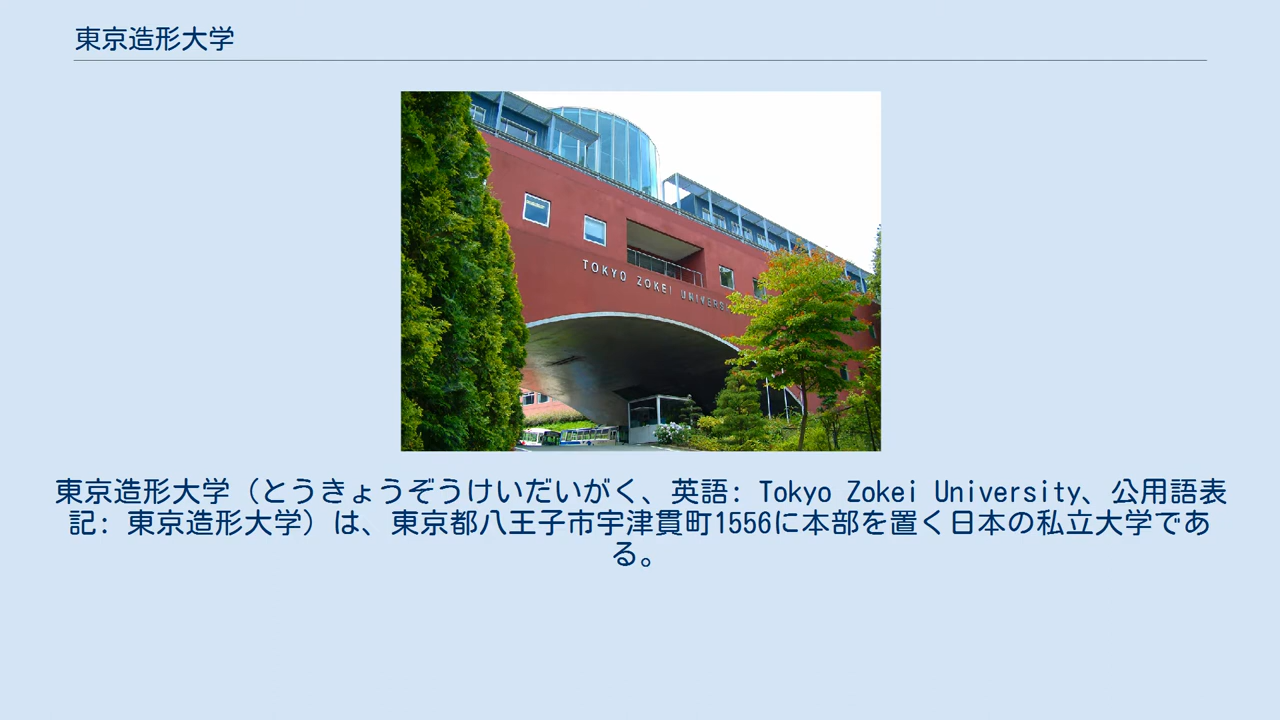 東京造形大学
TOKYO ZOKEI
東京造形大学（とうきょうぞうけいだいがく、英語: Tokyo Zokei University、公用語表
記: 東京造形大学）は、東京都八王子市宇津貫町1556に本部を置く日本の私立大学であ
る。